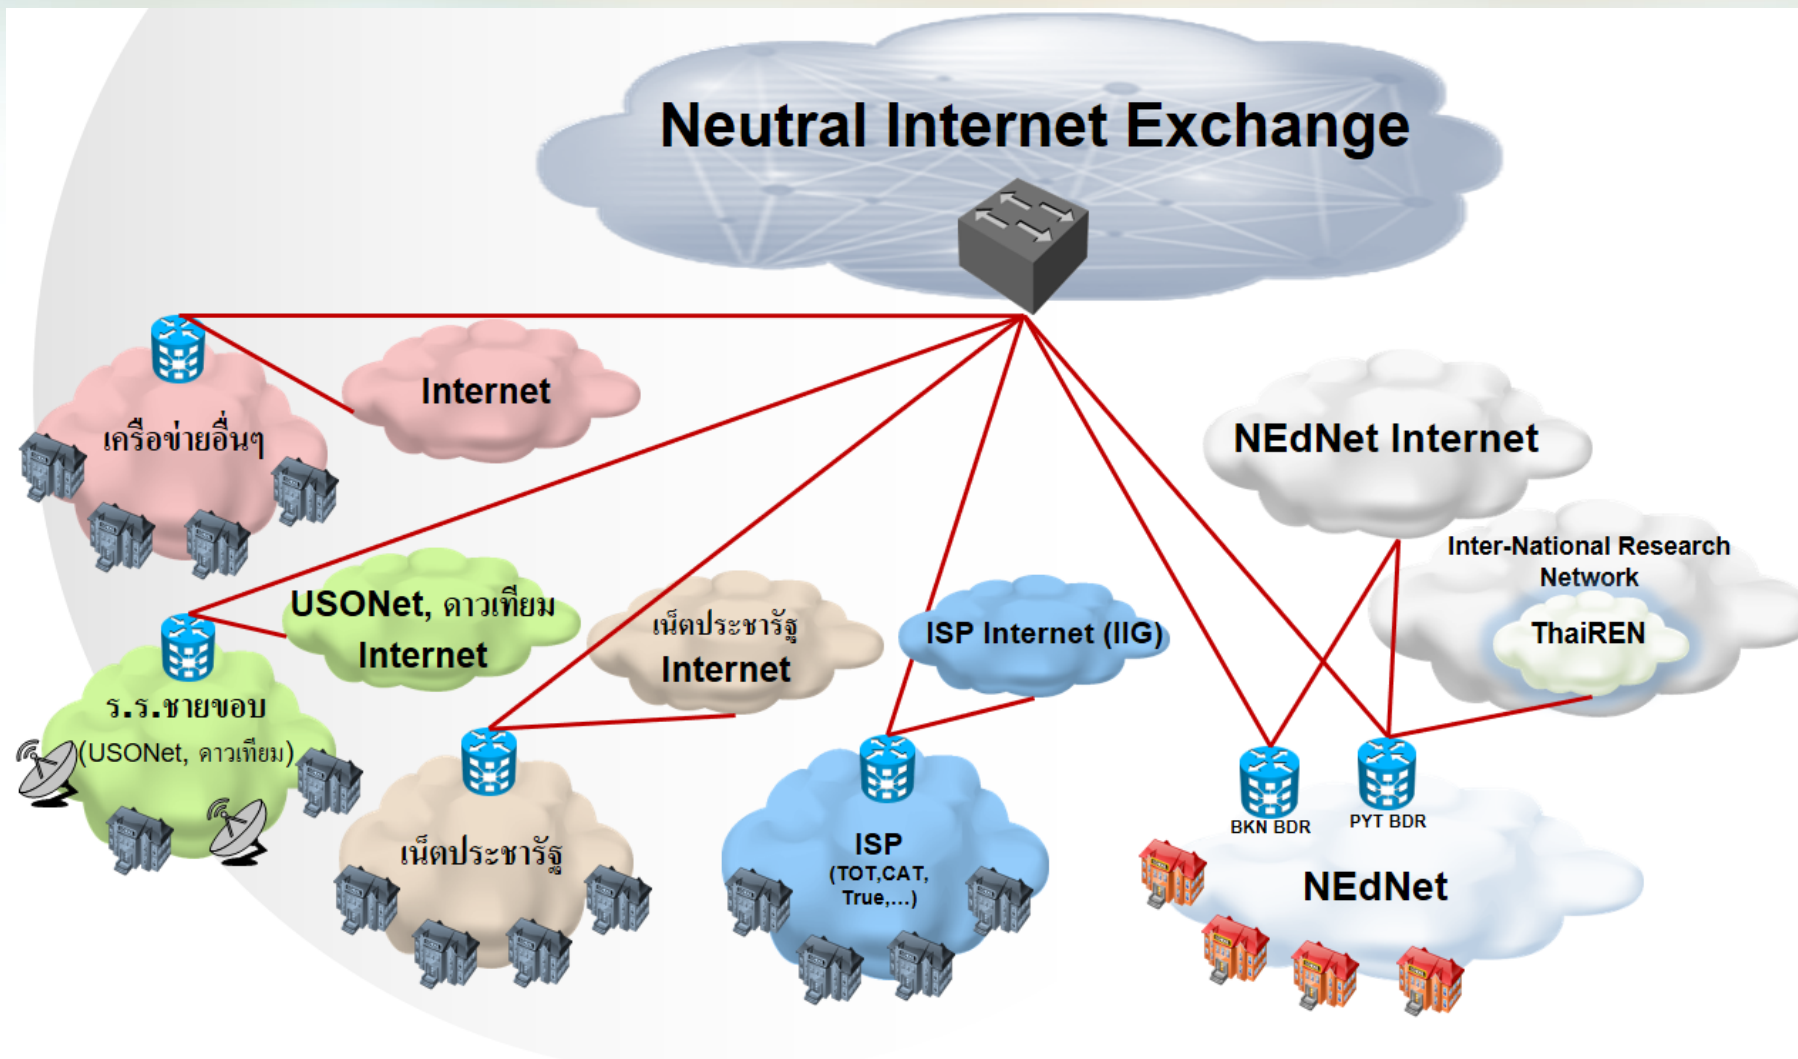 Neutral Internet Exchange
Internet
เครือข่ายอื่นๆ
NEdNet Internet
Inter-National Research
Network
ThaiREN
USONet, ดาวเทียม
Internet
เน็ตประชารัฐ
Internet
ISP Internet (IIG)
ร.ร.ชายขอบ
(USONet, ดาวเทียม)
เน็ตประชารัฐ
ISP
(TOT,CAT,
True,...)
BKN BDR
PYT BDR
NEdNet